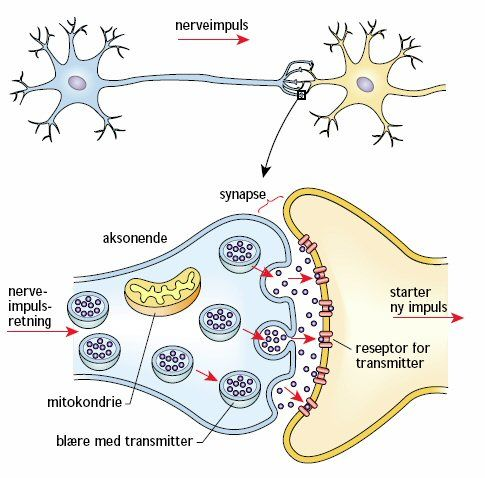 nerveimpuls
synapse
aksonende
nerve-
impuls-
retning
starter
ny impuls
reseptor for
transmitter
mitokondrie
blære med transmitter